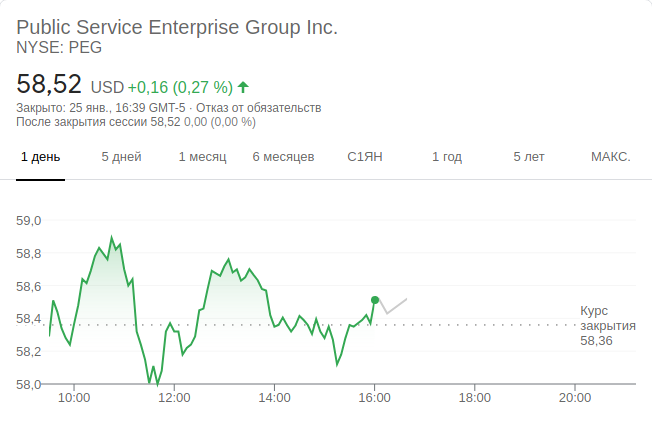 Public Service Enterprise Group Inc.
NYSE: PEG
58,52 USD +0,16 (0,27 %)
Закрыто: 25 янв., 16:39 GMT-5 · Отказ от обязательств
После закрытия сессии 58,52 0,00 (0,00 %)
1 день 5 дней 1 месяц 6 месяцев С1ЯН 1 год 5 лет МАКС.
59,0
58,8
58,6
58,4
58,2
58,0
Курс
закрытия
58,36
10:00 12:00 14:00 16:00 18:00 20:00